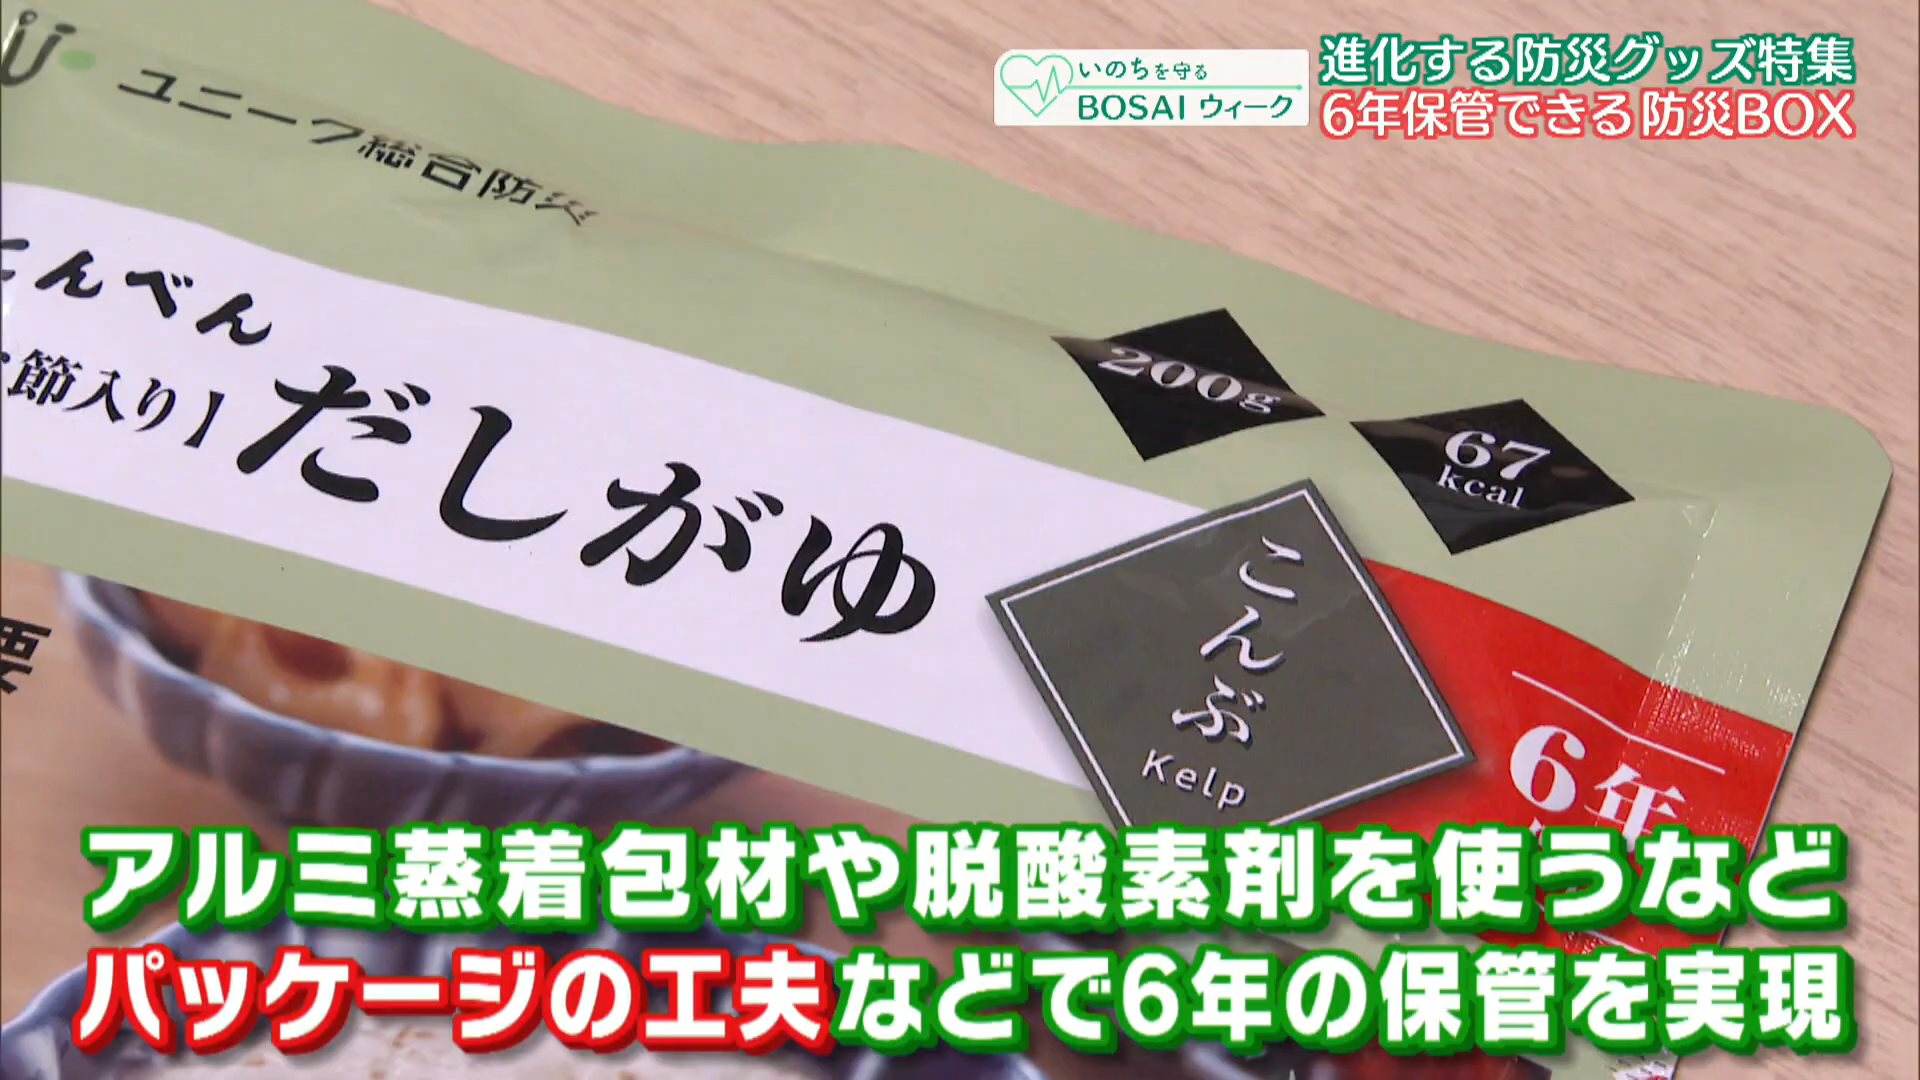 いのちを守る
BOSAI ウィーク
進化する防災グッズ特集
6年保管できる防災BOX
ユニーク総合防災
んべん
節入り】
だしがゆ
200g
67
kcal
こんぶ
Kelp
6年
アルミ蒸着包材や脱酸素剤を使うなど
パッケージの工夫などで6年の保管を実現